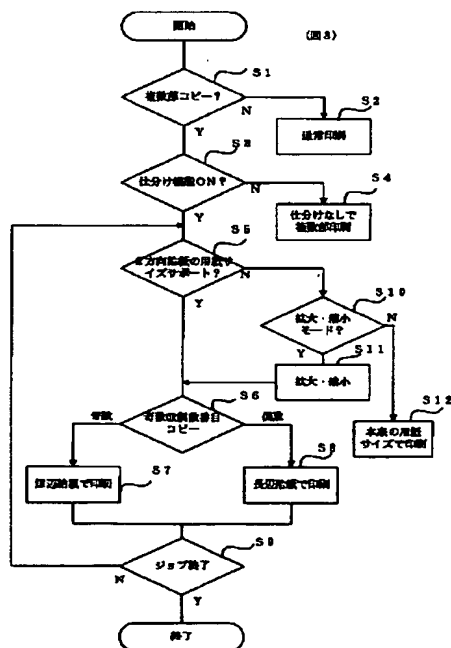 開始
(図3)
S1
複数部コピー?
N
S2
通常印刷
Y
S3
仕分け機能ON?
N
S4
仕分けなしで
複数部印刷
Y
S5
2方向給紙の用紙サ
イズサポート?
N
S10
拡大・縮小
モード?
N
Y
Y
S11
拡大・縮小
S12
本来の用紙
サイズで印刷
S6
奇数
奇数or偶数番目
コピー
偶数
S7
短辺給紙で印刷
S8
長辺給紙で印刷
S9
ジョブ終了
N
Y
終了